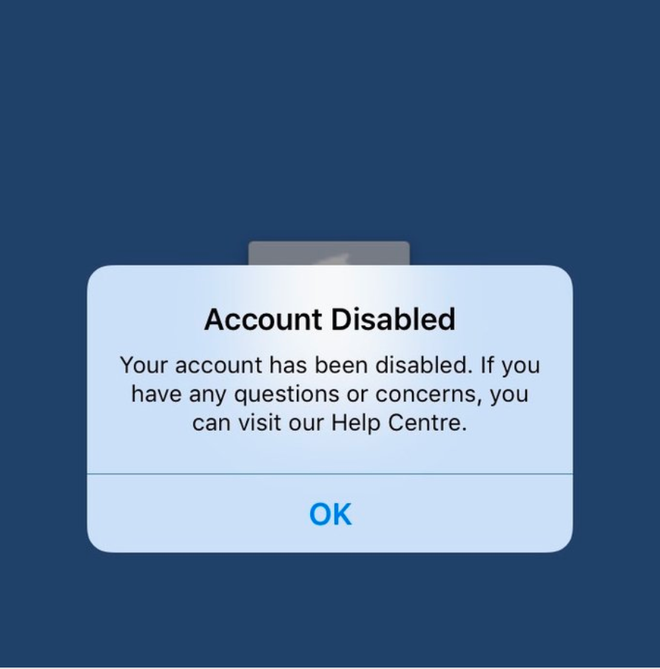 Account Disabled
Your account has been disabled. If you
have any questions or concerns, you
can visit our Help Centre.
OK